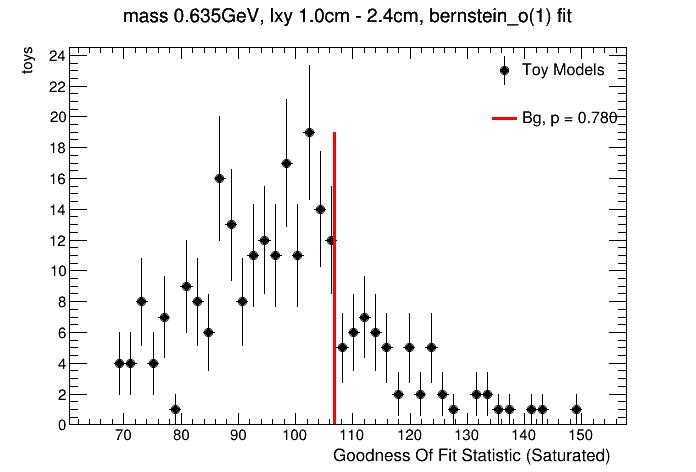 mass 0.635GeV, lxy 1.0cm - 2.4cm, bernstein_o(1) fit
toys
24
22
20
18
16
14
12
10
8
6
4
2
0
Toy Models
Bg, p = 0.780
70 80 90 100 110 120 130 140 150
Goodness Of Fit Statistic (Saturated)